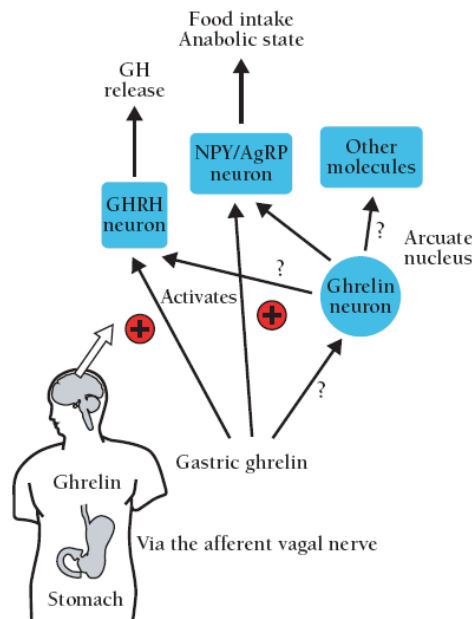 Food intake
Anabolic state
GH
release
NPY/AgRP
neuron
Other
molecules
GHRH
neuron
?
Arcuate
nucleus
?
Ghrelin
neuron
Activates
+
+
?
Gastric ghrelin
Ghrelin
Via the afferent vagal nerve
Stomach